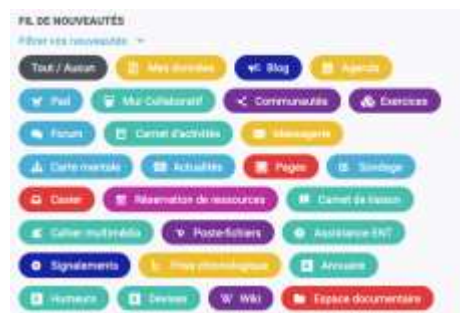 FIL DE NOUVEAUTÉS
Filtrer vos nouveautés
Tout / Aucun Mes données Blog Agenda
Pad Mur Collaboratif Communautés Exercices
Forum Carnet d'activités Messagerie
Carte mentale Actualités Pages Sondage
Casier Réservation de ressources Carnet de liaison
Cahier multimédia Poste-fichiers Assistance ENT
Signalements Frise chronologique Annuaire
Humeurs Devises Wiki Espace documentaire